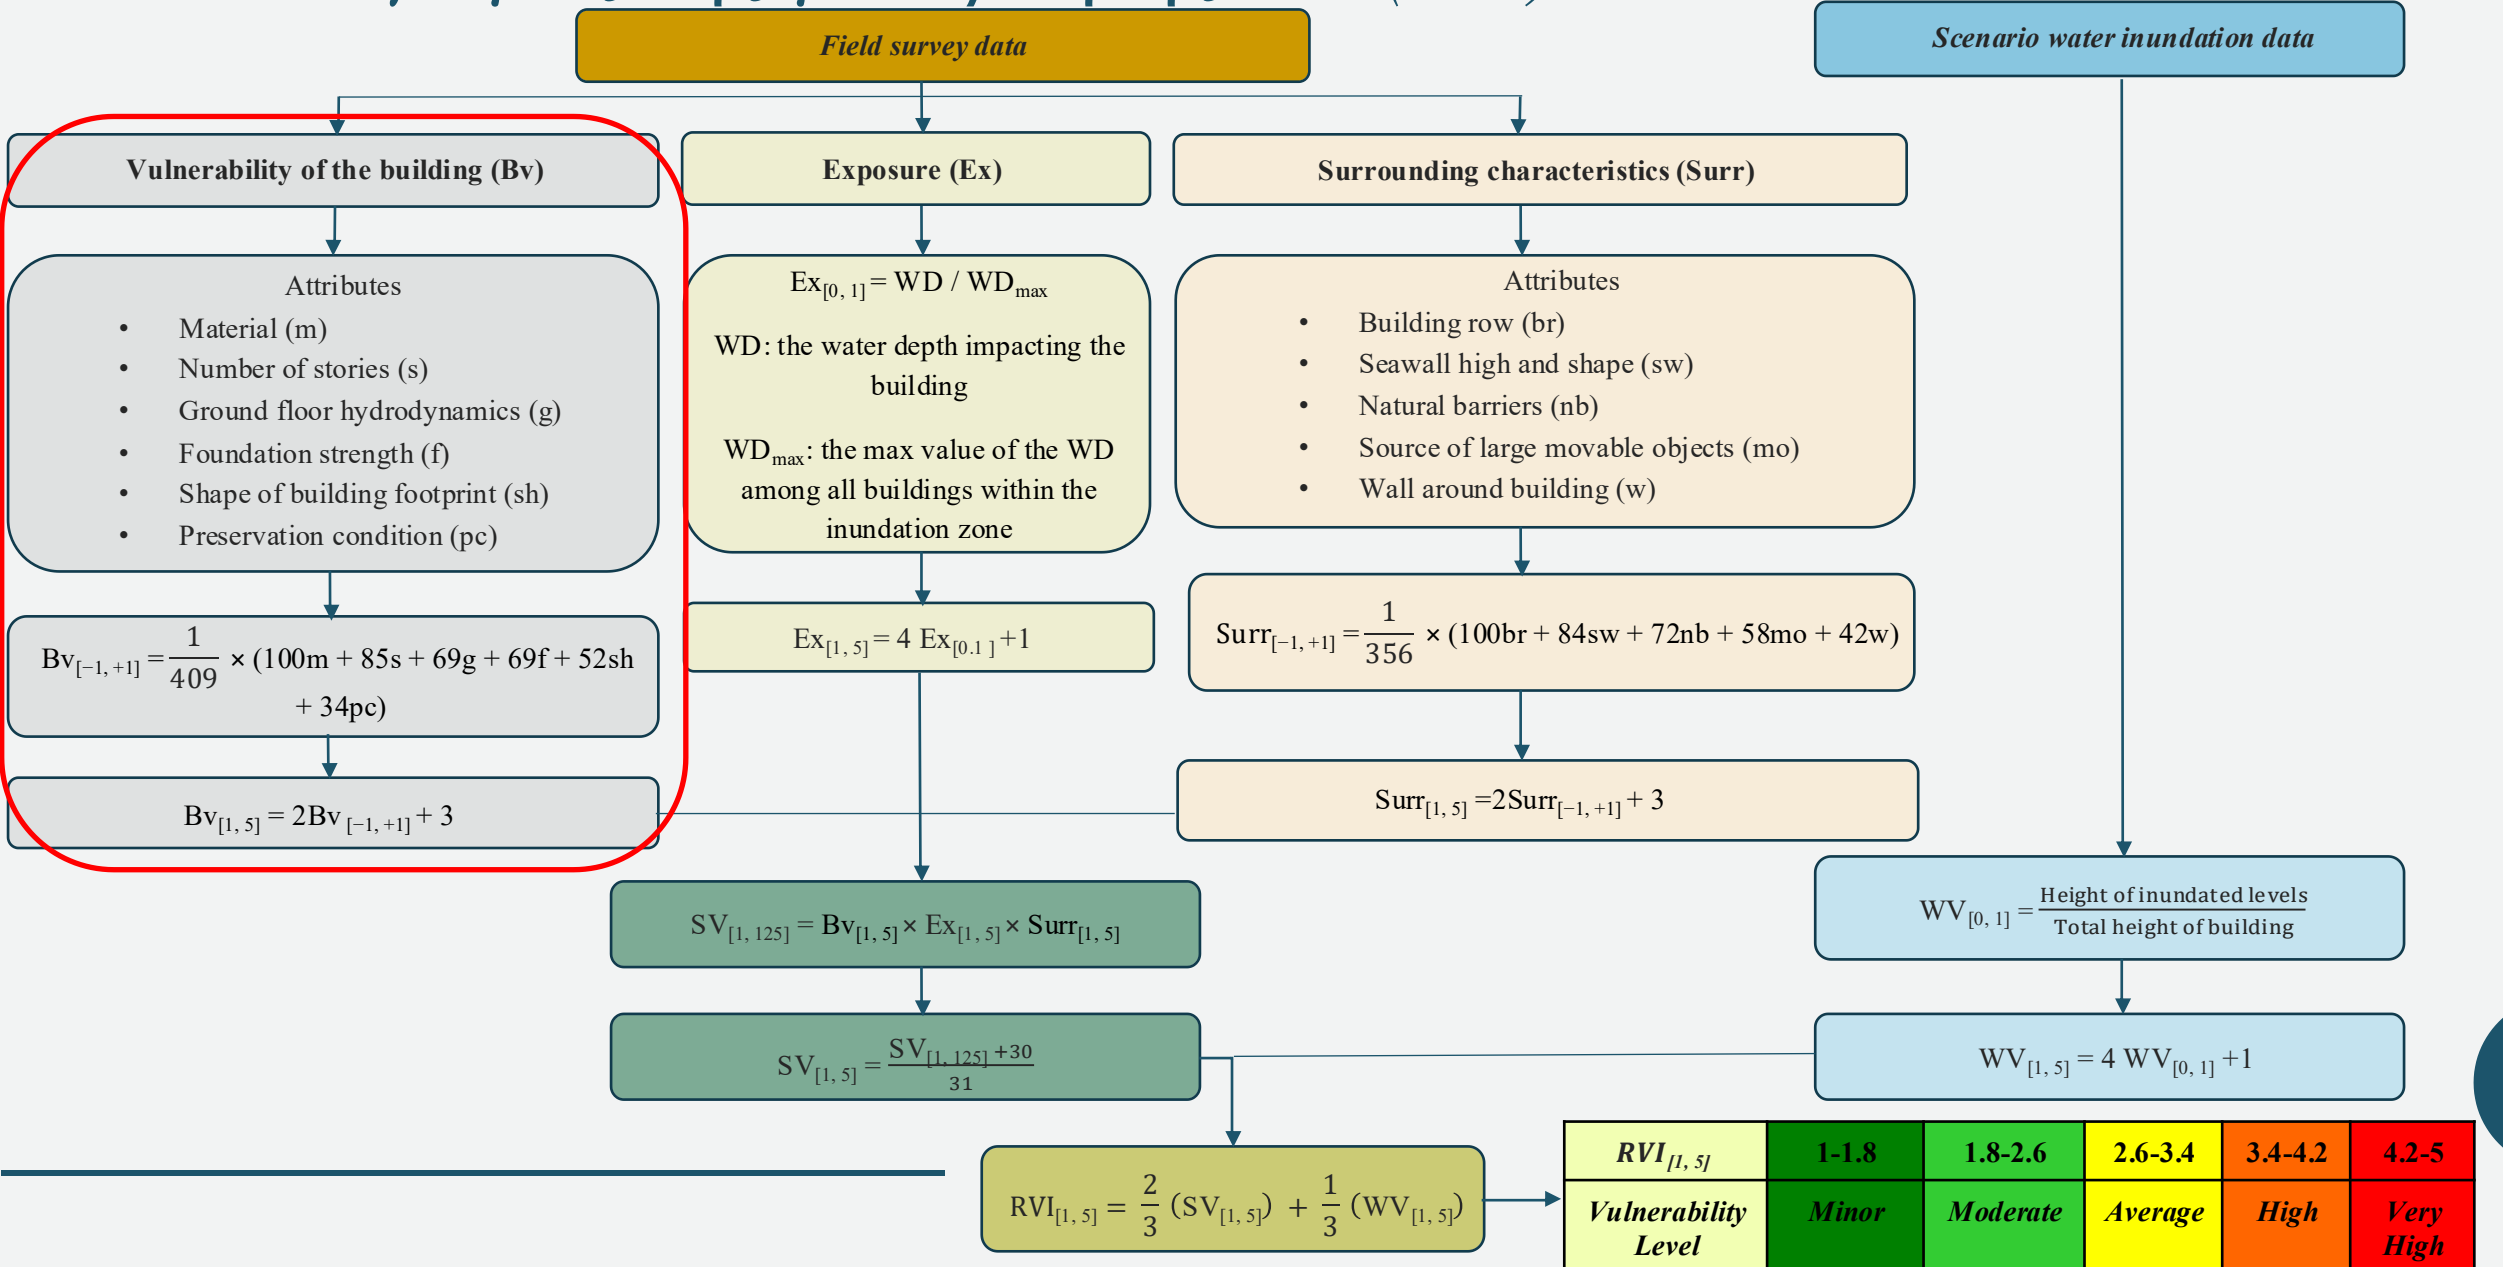 Field survey data
Scenario water inundation data
Vulnerability of the building (Bv)
Attributes
• Material (m)
• Number of stories (s)
• Ground floor hydrodynamics (g)
• Foundation strength (f)
• Shape of building footprint (sh)
• Preservation condition (pc)
Bv[−1, +1] = 1/409 × (100m + 85s + 69g + 69f + 52sh
+ 34pc)
Bv[1, 5] = 2Bv [−1, +1] + 3
Exposure (Ex)
Ex[0, 1] = WD / WDmax
WD: the water depth impacting the
building
WDmax: the max value of the WD
among all buildings within the
inundation zone
Ex[1, 5] = 4 Ex[0.1 ] +1
Surrounding characteristics (Surr)
Attributes
• Building row (br)
• Seawall high and shape (sw)
• Natural barriers (nb)
• Source of large movable objects (mo)
• Wall around building (w)
Surr[−1, +1] = 1/356 × (100br + 84sw + 72nb + 58mo + 42w)
Surr[1, 5] =2Surr[−1, +1] + 3
SV[1, 125] = Bv[1, 5] × Ex[1, 5] × Surr[1, 5]
SV[1, 5] = SV[1, 125] +30 / 31
WV[0, 1] = Height of inundated levels / Total height of building
WV[1, 5] = 4 WV[0, 1] +1
RVI[1, 5] = 2/3 (SV[1, 5]) + 1/3 (WV[1, 5])
RVI[1, 5] 1-1.8 1.8-2.6 2.6-3.4 3.4-4.2 4.2-5
Vulnerability Level Minor Moderate Average High Very High